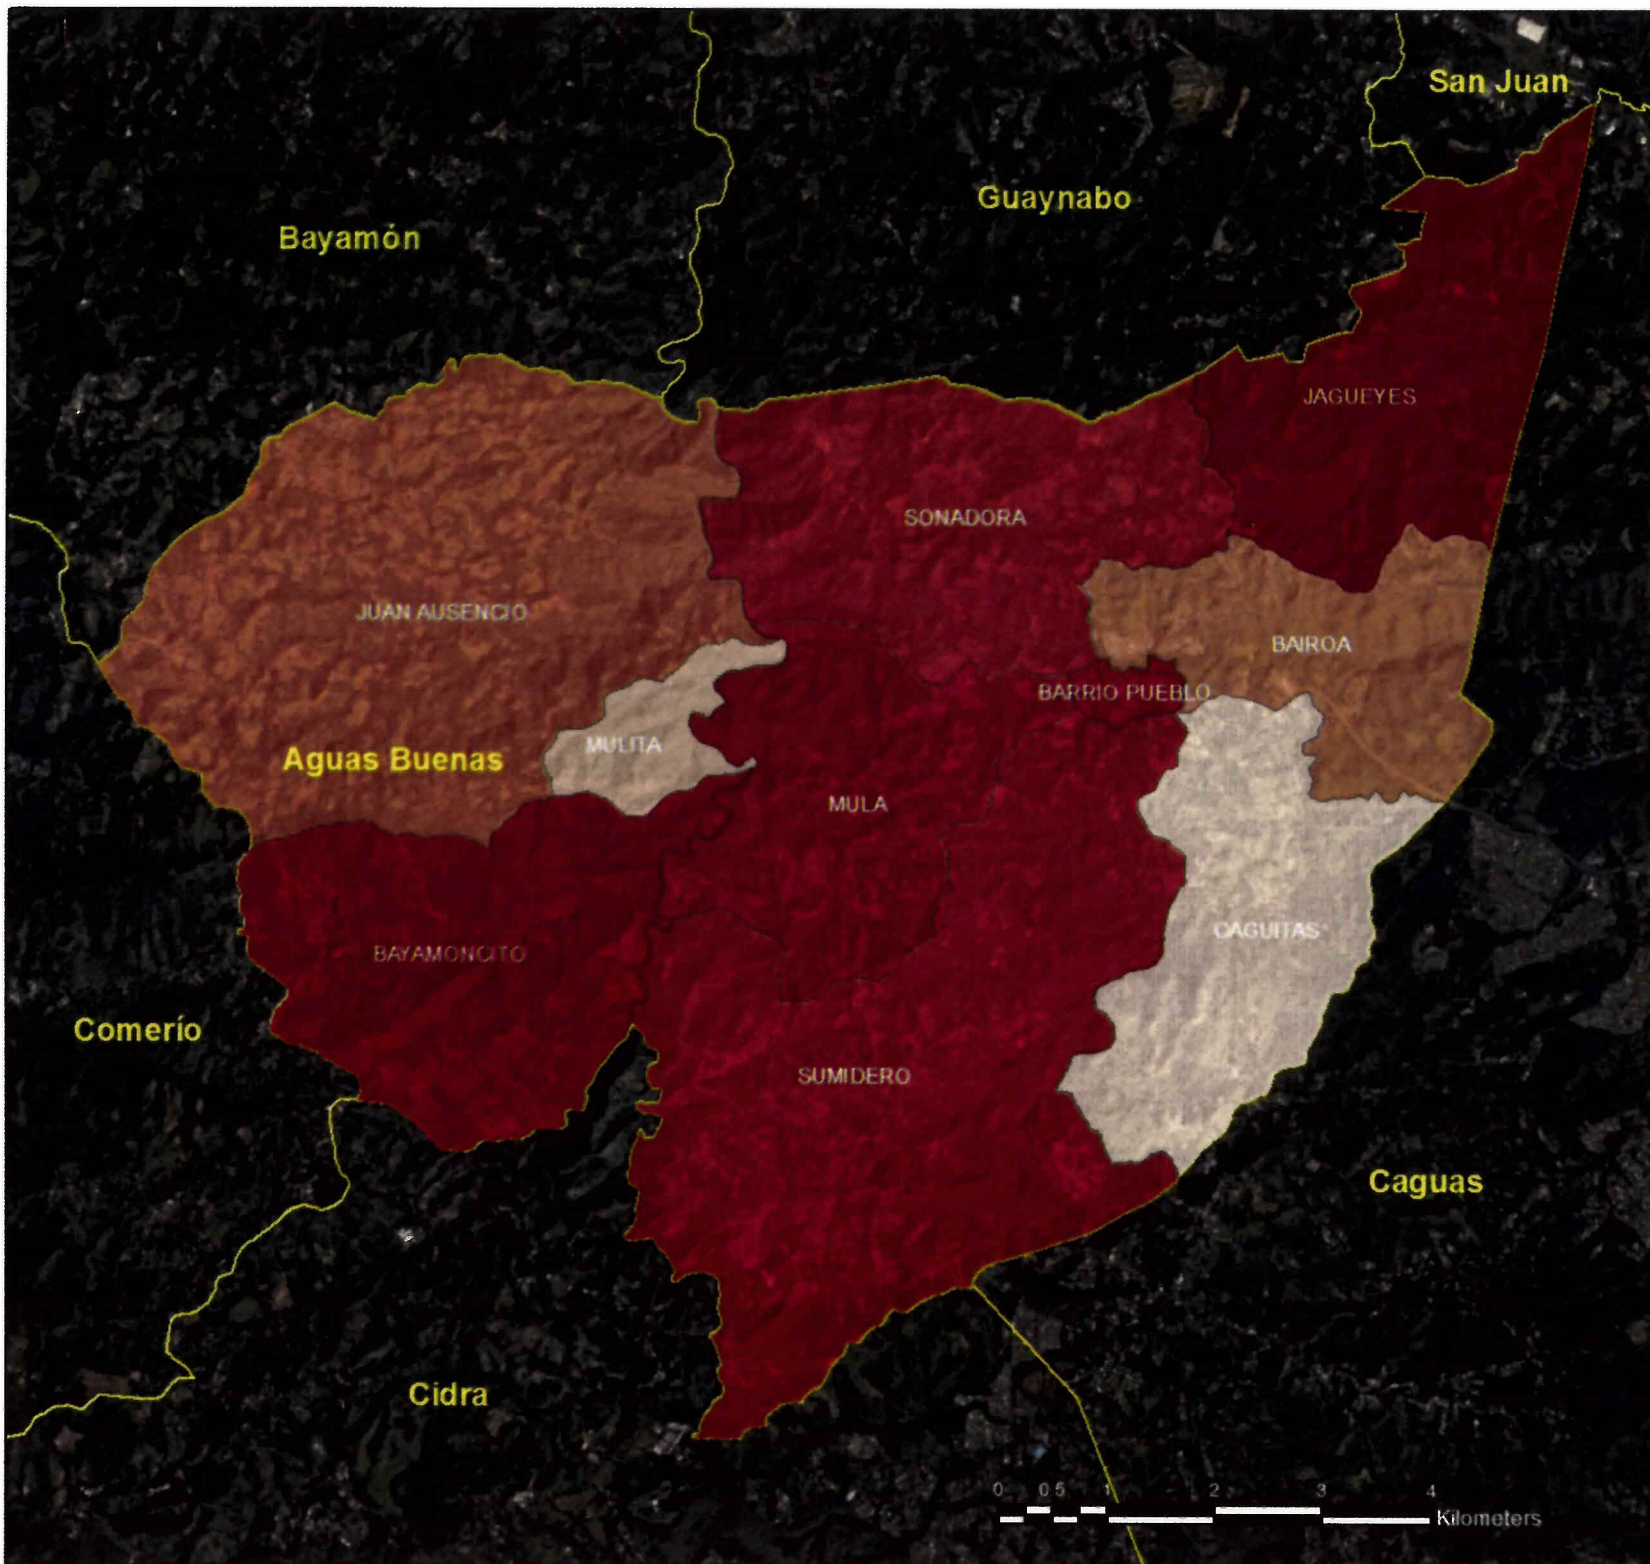 San Juan
Guaynabo
Bayamón
JAGUEYES
SONADORA
JUAN AUSENCIO
BAIROA
BARRIO PUEBLO
MULITA
Aguas Buenas
MULA
CAGUITAS
BAYAMONCITO
Comerío
SUMIDERO
Caguas
Cidra
0 0.5 1 2 3 4
Kilometers